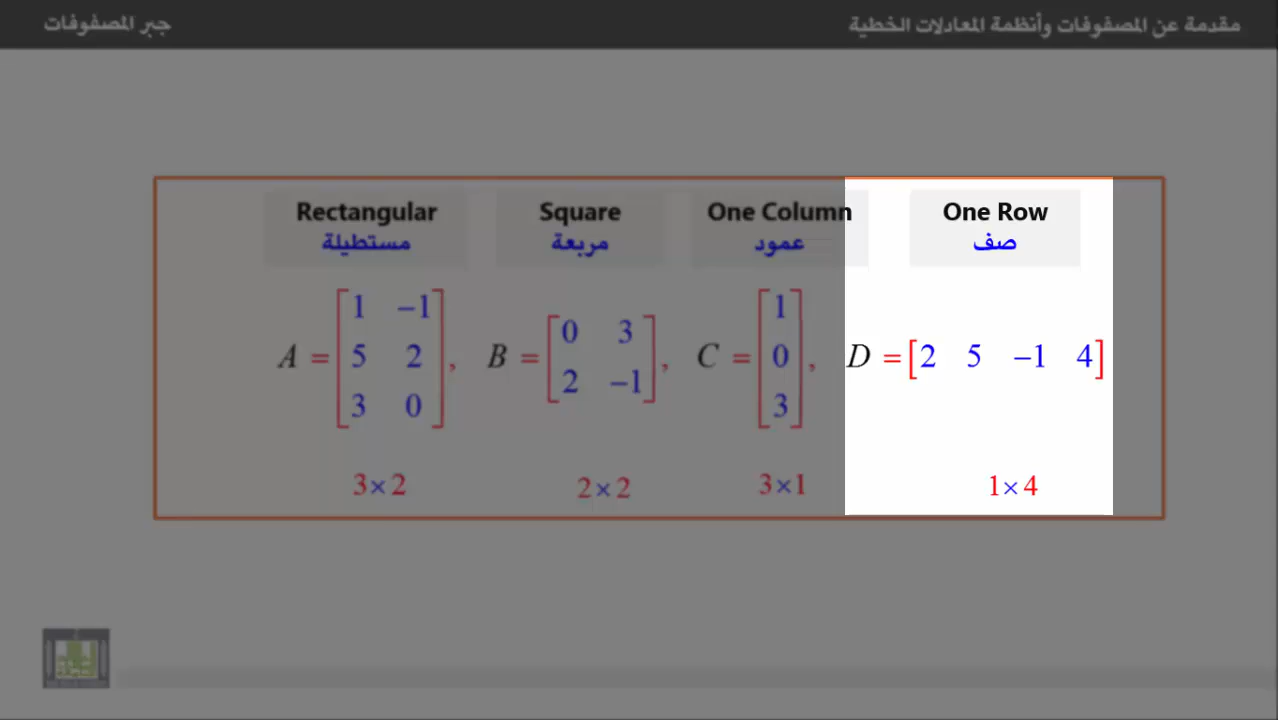 مقدمة عن المصفوفات وأنظمة المعادلات الخطية
جبر المصفوفات
Rectangular Square One Column One Row
مستطيلة مربعة عمود صف
A = [1 −1; 5 2; 3 0], B = [0 3; 2 −1], C = [1; 0; 3], D = [2 5 −1 4]
3×2 2×2 3×1 1×4